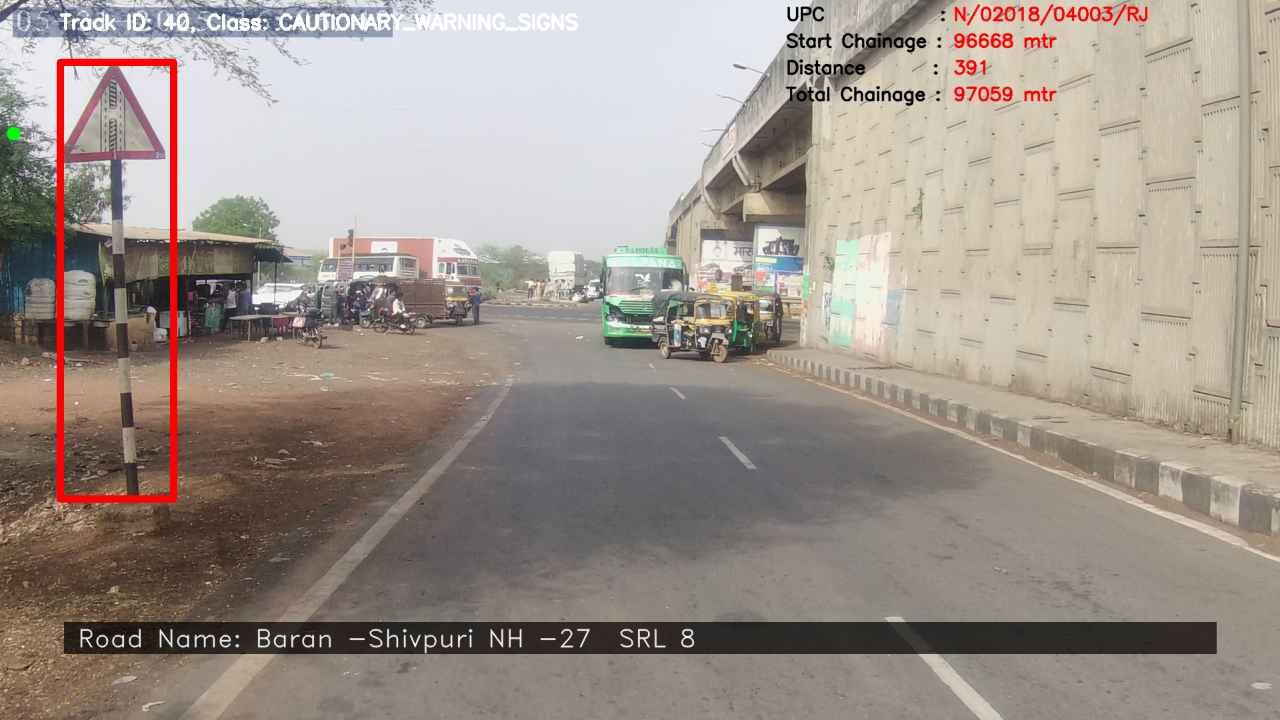 Track ID: 40, Class: CAUTIONARY_WARNING_SIGNS
UPC : N/02018/04003/RJ
Start Chainage : 96668 mtr
Distance : 391
Total Chainage : 97059 mtr
Road Name: Baran -Shivpuri NH -27 SRL 8